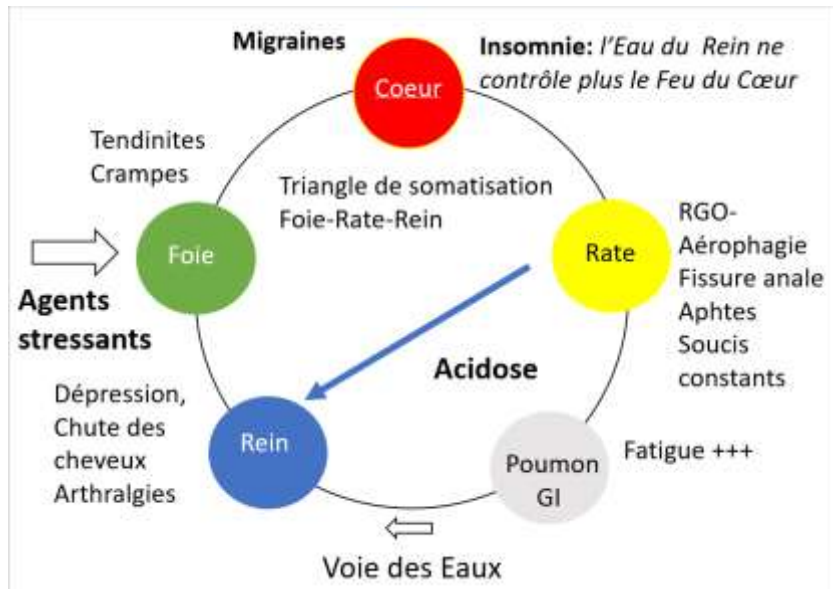 Migraines
Coeur
Insomnie: l'Eau du Rein ne
contrôle plus le Feu du Cœur
Tendinites
Crampes
Triangle de somatisation
Foie-Rate-Rein
Foie
Rate
RGO-
Aérophagie
Fissure anale
Aphtes
Soucis
constants
Agents
stressants
Acidose
Dépression,
Chute des
cheveux
Arthralgies
Rein
Poumon
GI
Fatigue +++
Voie des Eaux